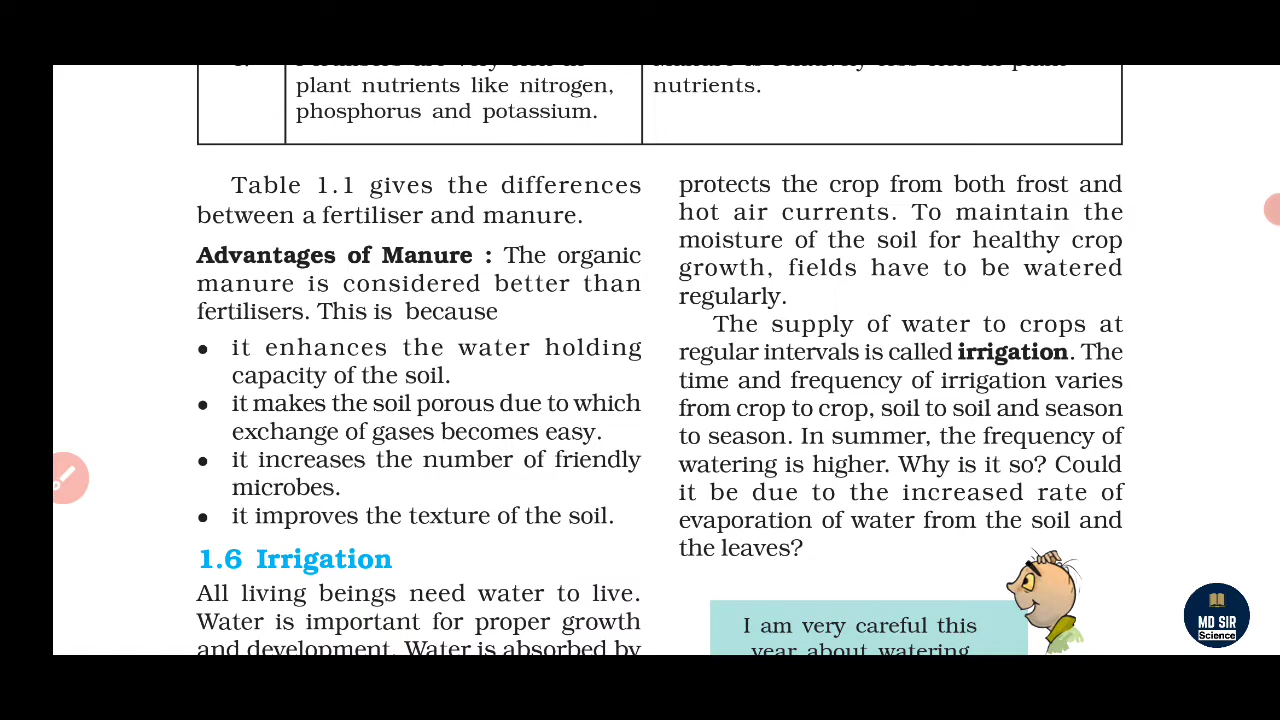 plant nutrients like nitrogen,
phosphorus and potassium.
nutrients.
Table 1.1 gives the differences
between a fertiliser and manure.
Advantages of Manure : The organic
manure is considered better than
fertilisers. This is because
• it enhances the water holding
capacity of the soil.
• it makes the soil porous due to which
exchange of gases becomes easy.
• it increases the number of friendly
microbes.
• it improves the texture of the soil.
1.6 Irrigation
All living beings need water to live.
Water is important for proper growth
and development. Water is absorbed by
protects the crop from both frost and
hot air currents. To maintain the
moisture of the soil for healthy crop
growth, fields have to be watered
regularly.
The supply of water to crops at
regular intervals is called irrigation. The
time and frequency of irrigation varies
from crop to crop, soil to soil and season
to season. In summer, the frequency of
watering is higher. Why is it so? Could
it be due to the increased rate of
evaporation of water from the soil and
the leaves?
I am very careful this
year about watering
MD SIR
Science